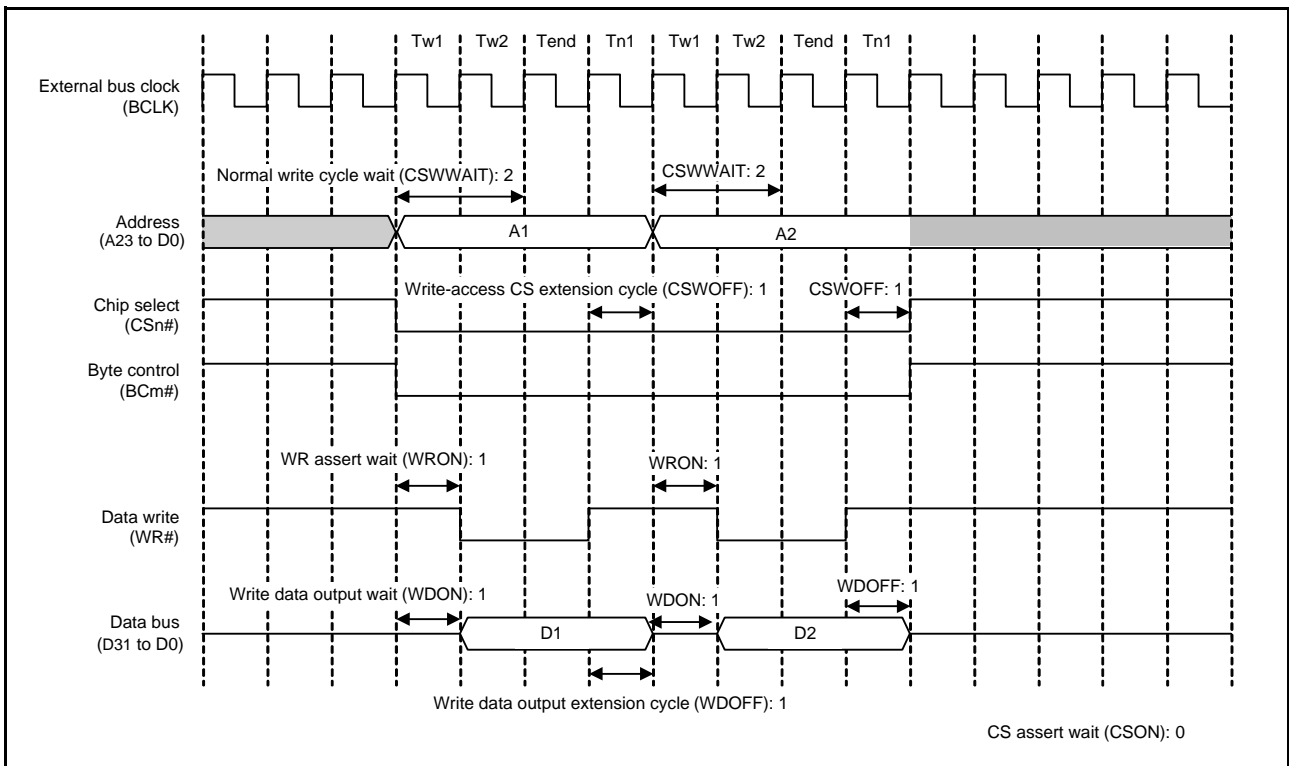 Tw1 Tw2 Tend Tn1 Tw1 Tw2 Tend Tn1
External bus clock
(BCLK)
Normal write cycle wait (CSWWAIT): 2
CSWWAIT: 2
Address
(A23 to D0)
A1
A2
Write-access CS extension cycle (CSWOFF): 1
CSWOFF: 1
Chip select
(CSn#)
Byte control
(BCm#)
WR assert wait (WRON): 1
WRON: 1
Data write
(WR#)
Write data output wait (WDON): 1
WDON: 1
WDOFF: 1
Data bus
(D31 to D0)
D1
D2
Write data output extension cycle (WDOFF): 1
CS assert wait (CSON): 0